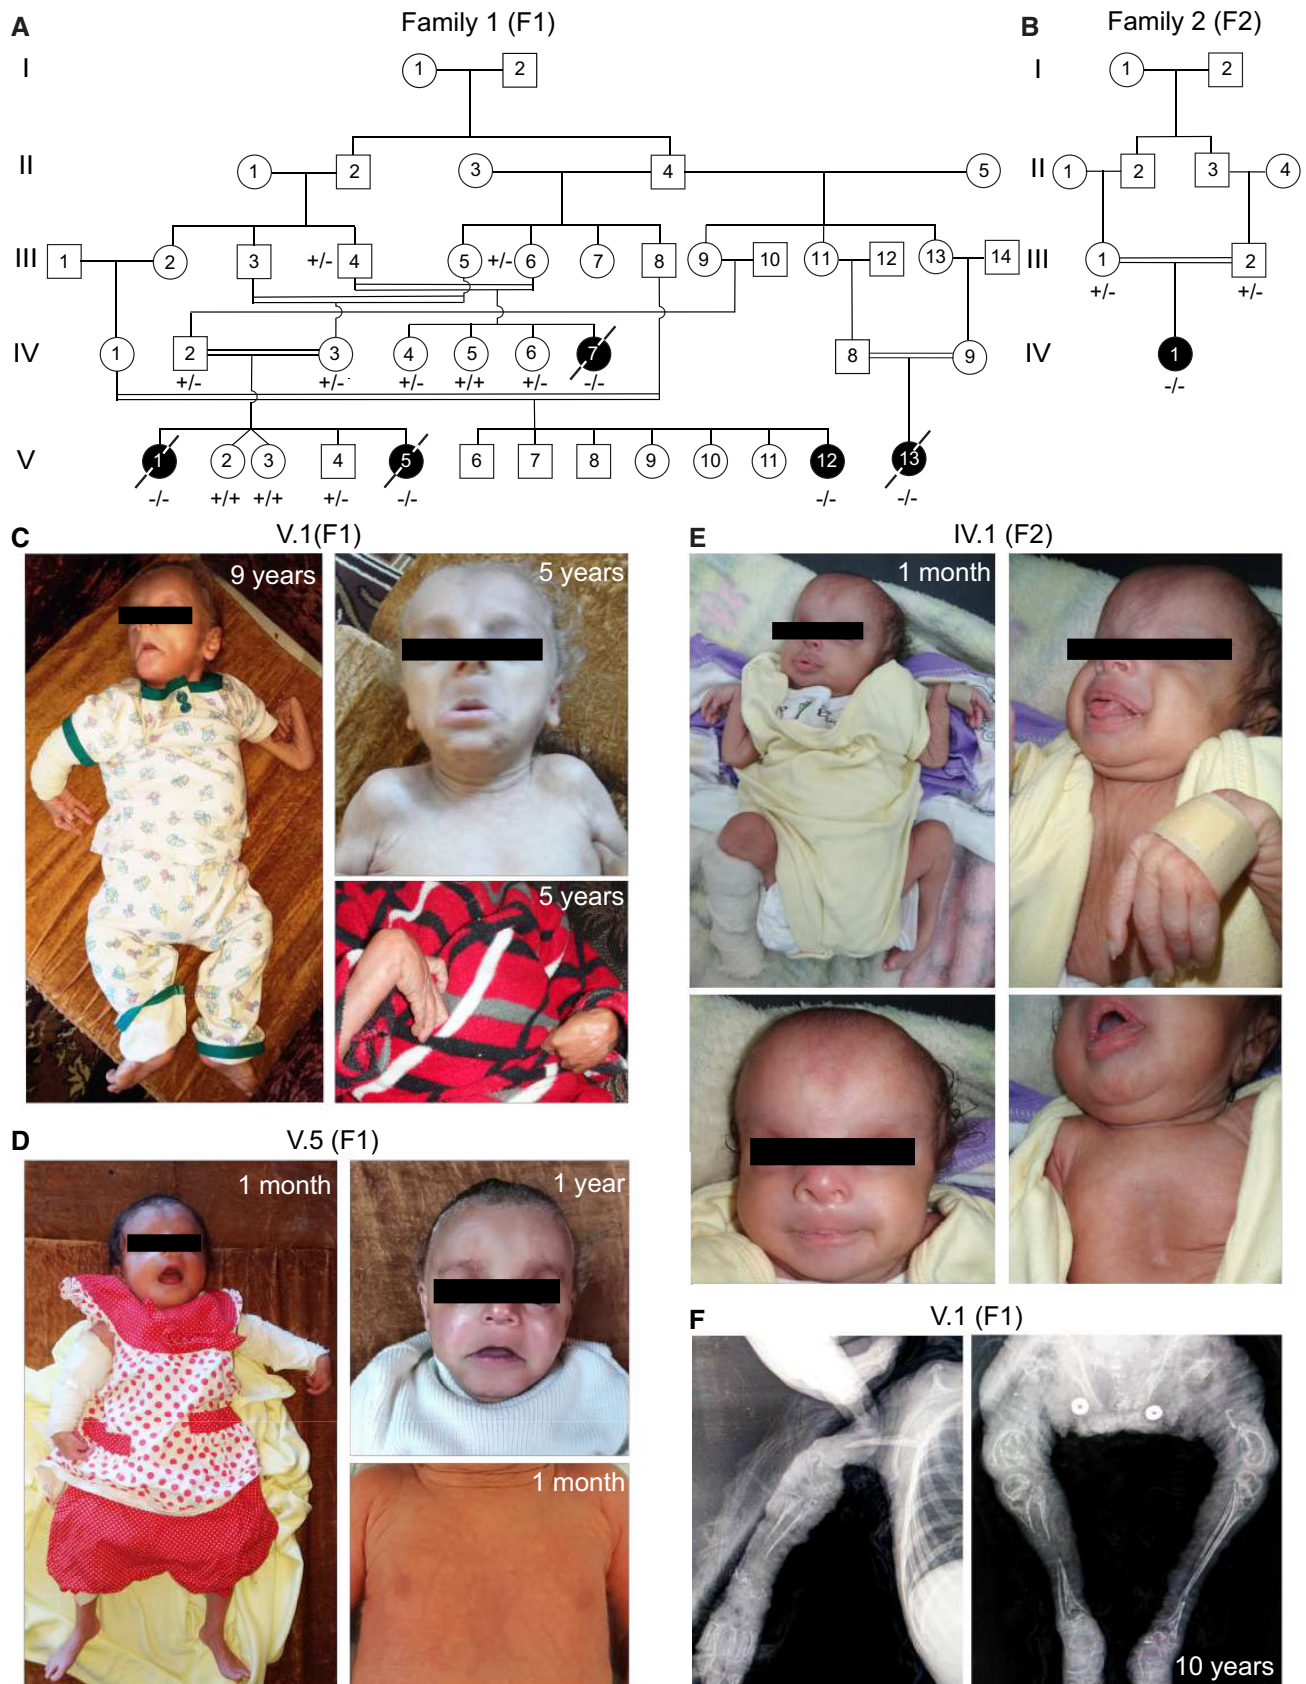 A
Family 1 (F1)
I
1 2
II
1 2 3 4 5
III
1 2 3 +/- 4 5 +/- 6 7 8 9 10 11 12 13 14
IV
1 2 3 4 5 6 7 8 9
+/- +/- +/- +/+ +/- -/-
V
1 2 3 4 5 6 7 8 9 10 11 12 13
-/- +/+ +/+ +/- -/- -/- -/-
B
Family 2 (F2)
I
1 2
II
1 2 3 4
III
1 2
+/- +/-
IV
1
-/-
C
V.1(F1)
9 years
5 years
5 years
D
V.5 (F1)
1 month
1 year
1 month
E
IV.1 (F2)
1 month
F
V.1 (F1)
10 years